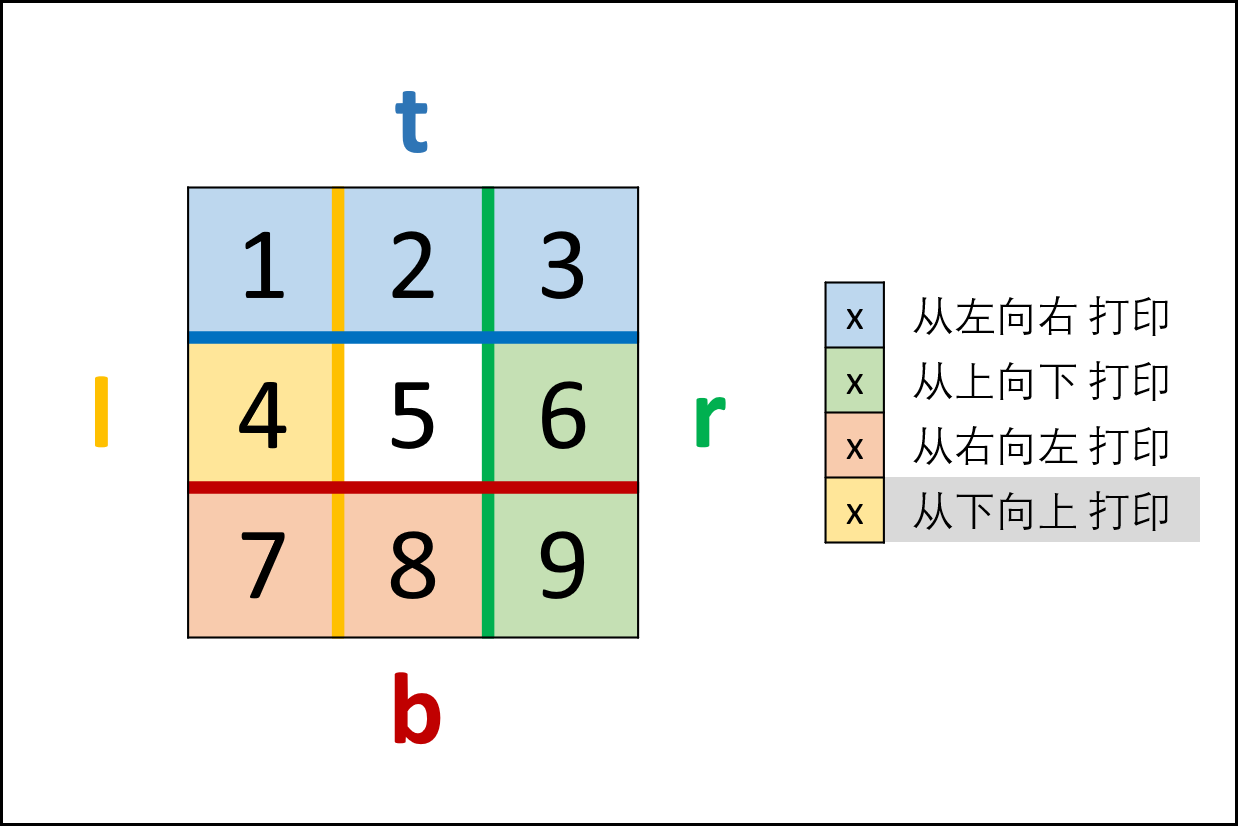 t
1 2 3
l 4 5 6 r
7 8 9
b
x 从左向右 打印
x 从上向下 打印
x 从右向左 打印
x 从下向上 打印